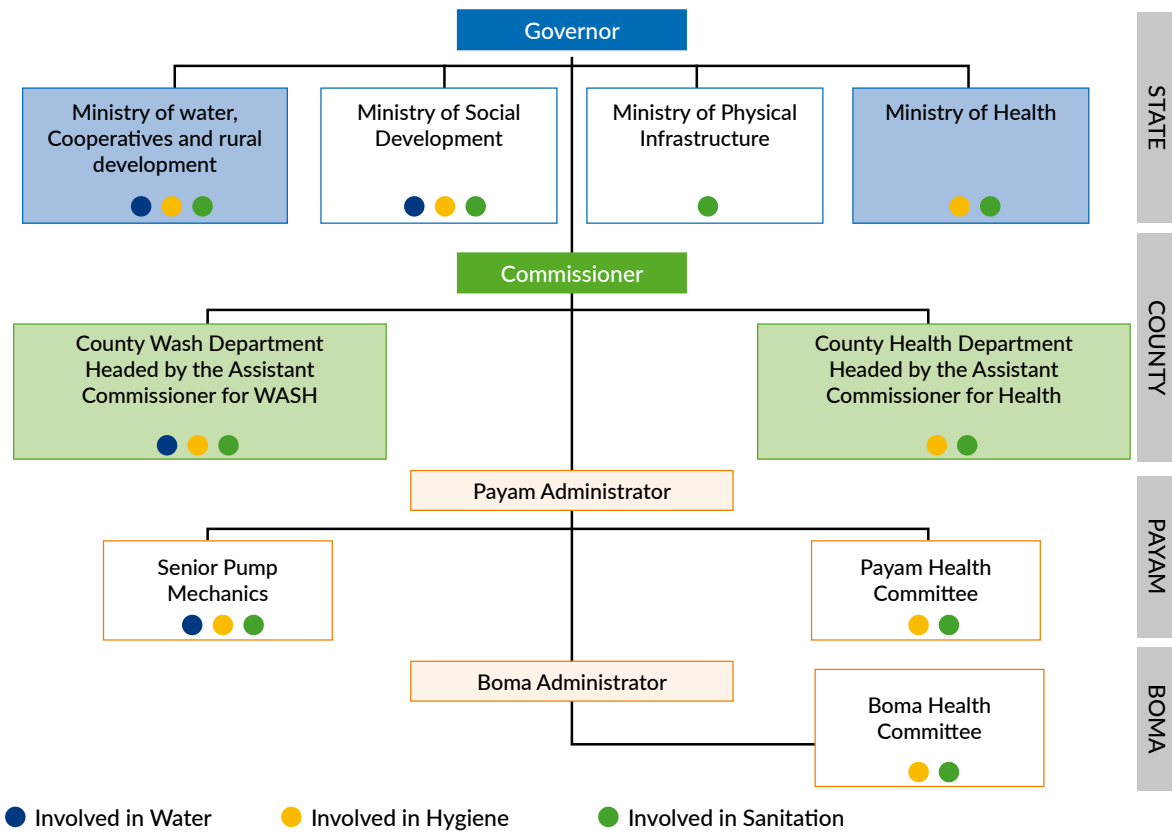 Governor
STATE
Ministry of water,
Cooperatives and rural
development
Ministry of Social
Development
Ministry of Physical
Infrastructure
Ministry of Health
Commissioner
COUNTY
County Wash Department
Headed by the Assistant
Commissioner for WASH
County Health Department
Headed by the Assistant
Commissioner for Health
Payam Administrator
PAYAM
Senior Pump
Mechanics
Payam Health
Committee
Boma Administrator
BOMA
Boma Health
Committee
Involved in Water
Involved in Hygiene
Involved in Sanitation